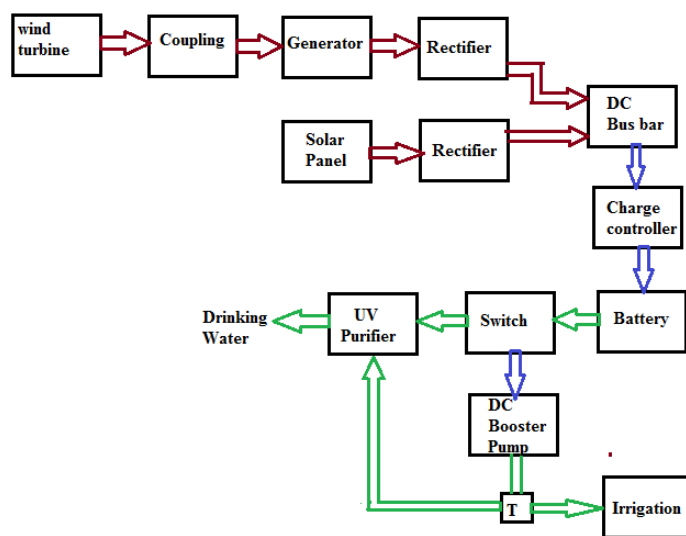 wind
turbine
Coupling
Generator
Rectifier
DC
Bus bar
Solar
Panel
Rectifier
Charge
controller
Drinking
Water
UV
Purifier
Switch
Battery
DC
Booster
Pump
T
Irrigation